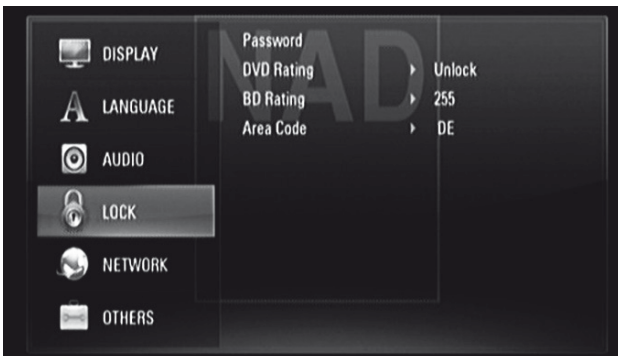 NAD
DISPLAY
LANGUAGE
AUDIO
LOCK
NETWORK
OTHERS
Password
DVD Rating Unlock
BD Rating 255
Area Code DE